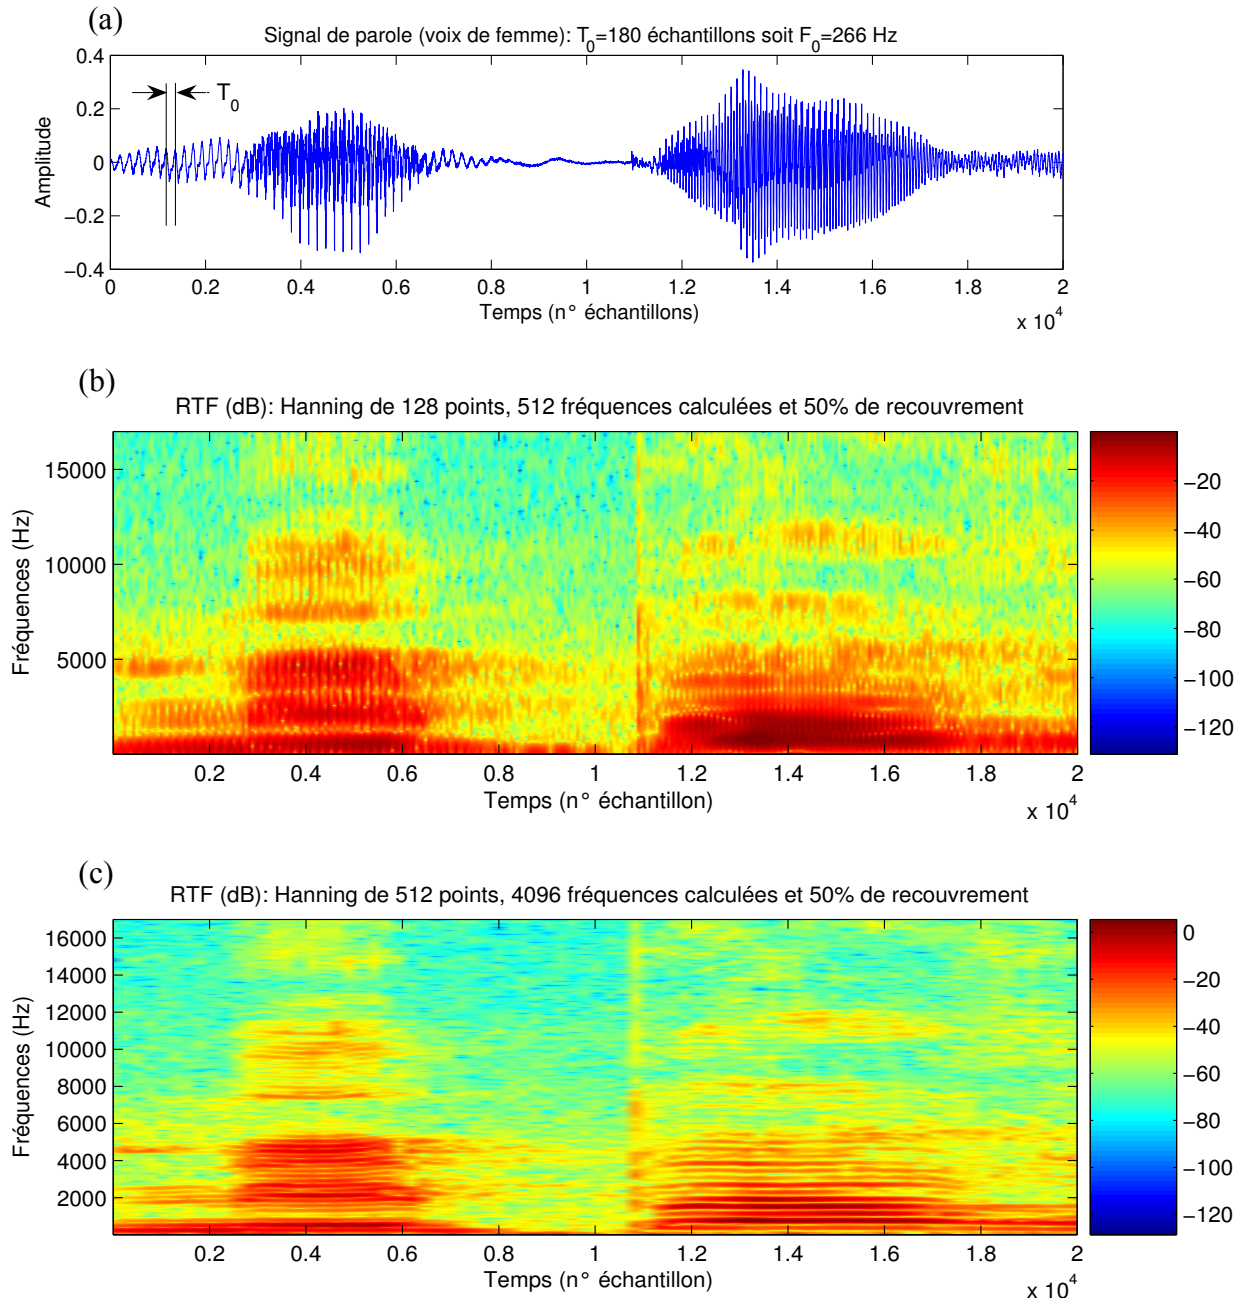 (a)
Signal de parole (voix de femme): T0=180 échantillons soit F0=266 Hz
0.4
0.2
0
−0.2
−0.4
T0
Amplitude
0 0.2 0.4 0.6 0.8 1 1.2 1.4 1.6 1.8 2
Temps (n° échantillons)
x 10^4
(b)
RTF (dB): Hanning de 128 points, 512 fréquences calculées et 50% de recouvrement
15000
10000
5000
Fréquences (Hz)
0.2 0.4 0.6 0.8 1 1.2 1.4 1.6 1.8 2
Temps (n° échantillon)
x 10^4
−20
−40
−60
−80
−100
−120
(c)
RTF (dB): Hanning de 512 points, 4096 fréquences calculées et 50% de recouvrement
16000
14000
12000
10000
8000
6000
4000
2000
Fréquences (Hz)
0.2 0.4 0.6 0.8 1 1.2 1.4 1.6 1.8 2
Temps (n° échantillon)
x 10^4
0
−20
−40
−60
−80
−100
−120